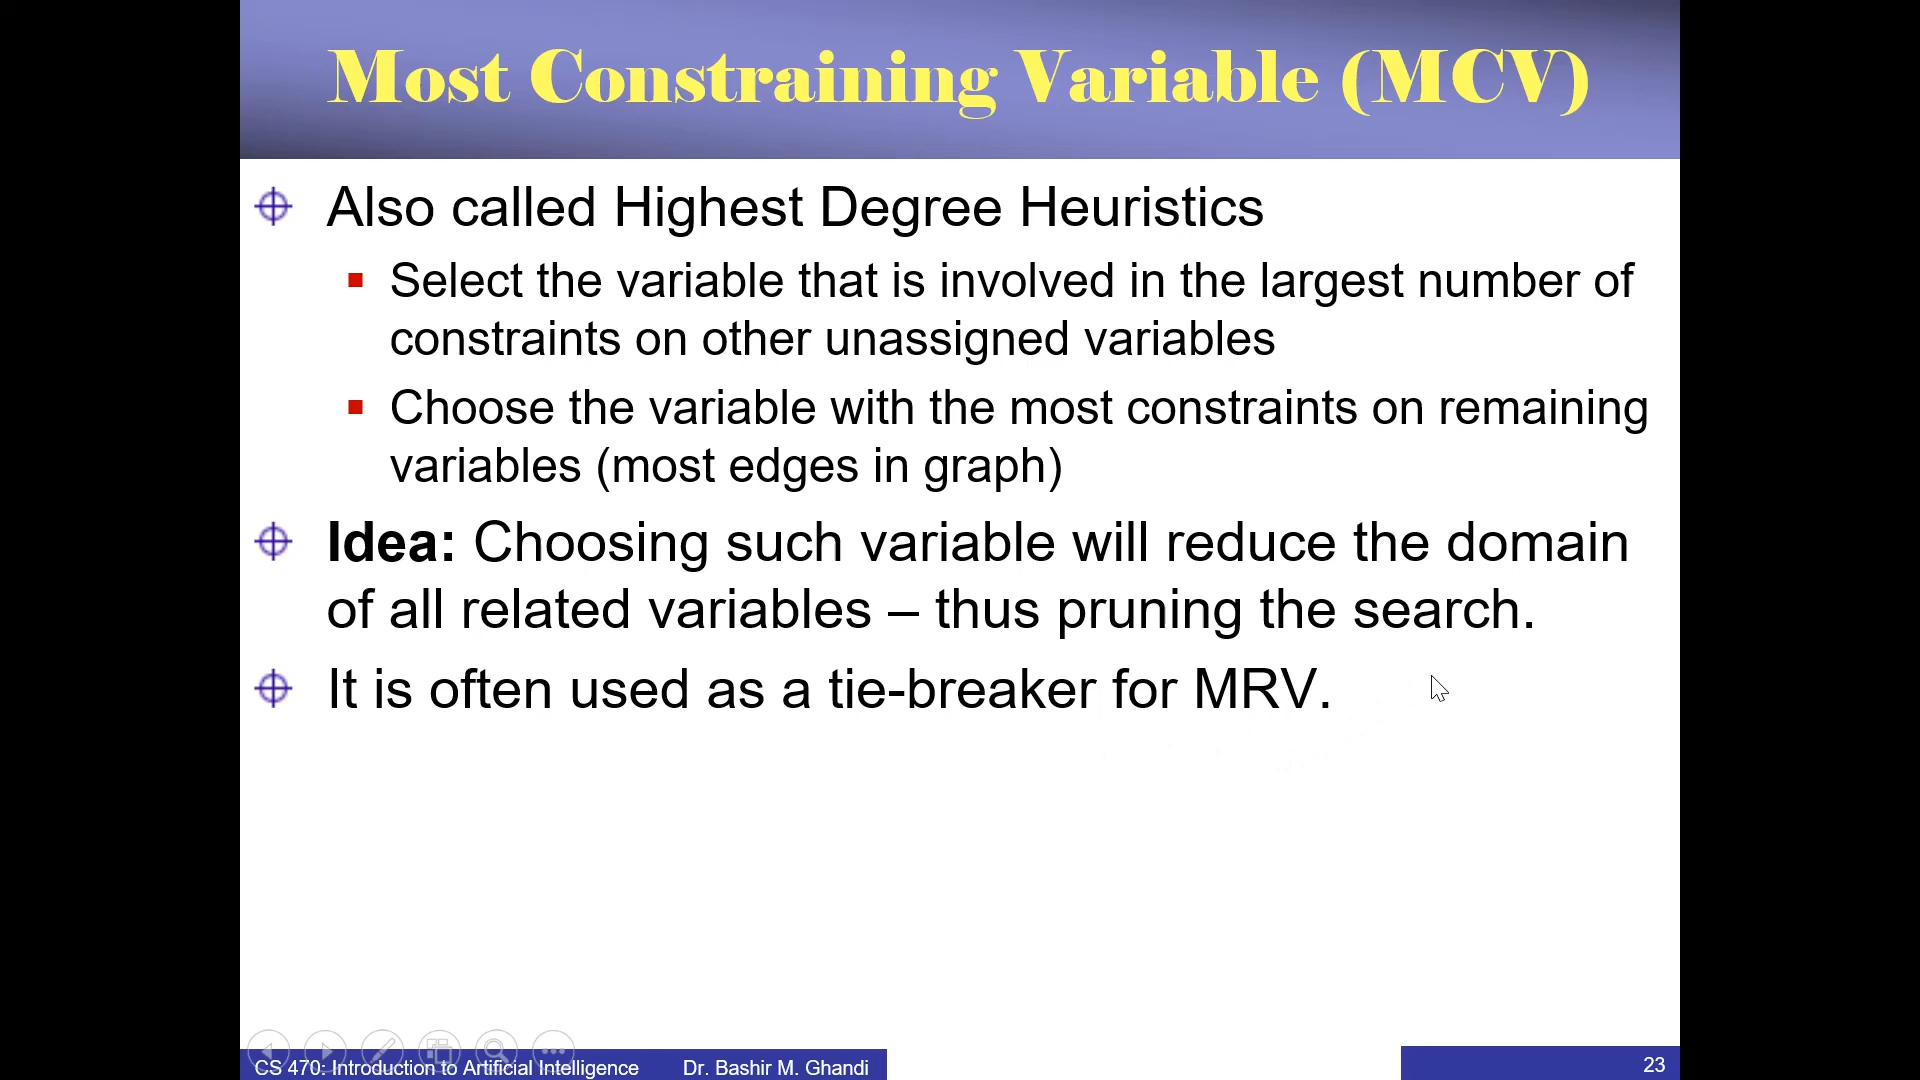 Most Constraining Variable (MCV)
Also called Highest Degree Heuristics
Select the variable that is involved in the largest number of
constraints on other unassigned variables
Choose the variable with the most constraints on remaining
variables (most edges in graph)
Idea: Choosing such variable will reduce the domain
of all related variables – thus pruning the search.
It is often used as a tie-breaker for MRV.
CS 470: Introduction to Artificial Intelligence Dr. Bashir M. Ghandi
23